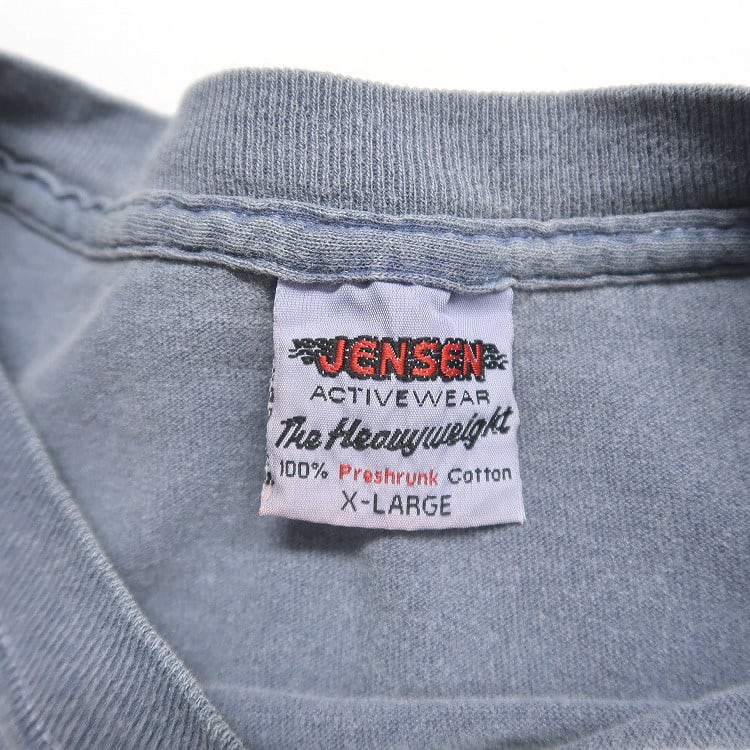 JENSEN
ACTIVEWEAR
The Heavyweight
100% Preshrunk Cotton
X-LARGE